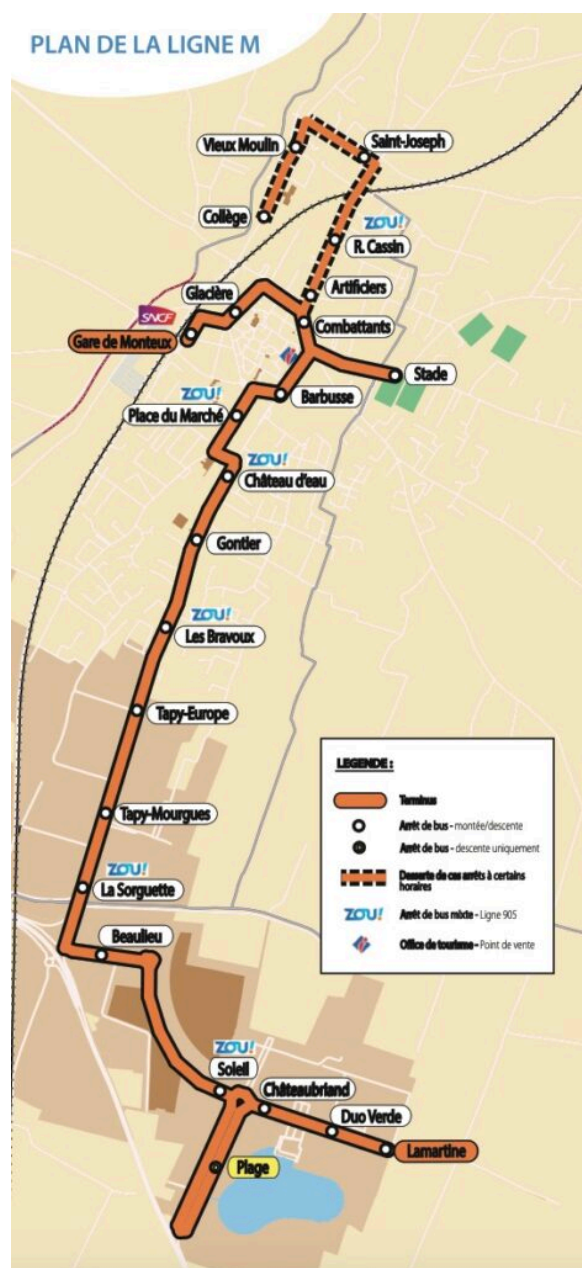 PLAN DE LA LIGNE M
Vieux Moulin
Saint-Joseph
Collège
ZOU!
R. Cassin
Glacière
Artificiers
SNCF
Combattants
Gare de Monteux
Stade
ZOU!
Barbusse
Place du Marché
ZOU!
Château d'eau
Gontier
ZOU!
Les Bravoux
Tapy-Europe
Tapy-Mourgues
ZOU!
La Sorguette
Beaulieu
ZOU!
Soleil
Châteaubriand
Duo Verde
Lamartine
Plage
LEGENDE :
Terminus
Arrêt de bus - montée/descente
Arrêt de bus - descente uniquement
Desserte de ces arrêts à certains
horaires
ZOU! Arrêt de bus mixte - Ligne 905
Office de tourisme - Point de vente